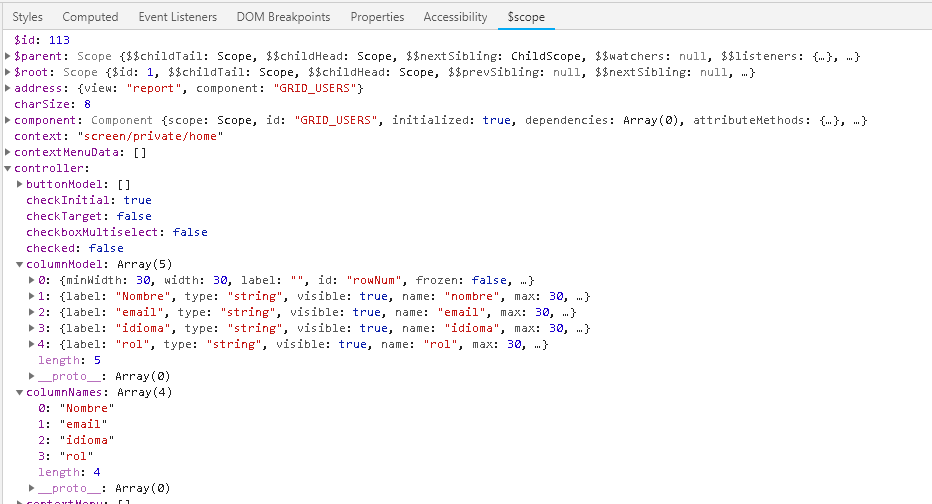 Styles Computed Event Listeners DOM Breakpoints Properties Accessibility $scope
$id: 113
$parent: Scope {$$childTail: Scope, $$childHead: Scope, $$nextSibling: ChildScope, $$watchers: null, $$listeners: {…}, …}
$root: Scope {$id: 1, $$childTail: Scope, $$childHead: Scope, $$prevSibling: null, $$nextSibling: null, …}
address: {view: "report", component: "GRID_USERS"}
charSize: 8
component: Component {scope: Scope, id: "GRID_USERS", initialized: true, dependencies: Array(0), attributeMethods: {…}, …}
context: "screen/private/home"
contextMenuData: []
controller:
buttonModel: []
checkInitial: true
checkTarget: false
checkboxMultiselect: false
checked: false
columnModel: Array(5)
0: {minWidth: 30, width: 30, label: "", id: "rowNum", frozen: false, …}
1: {label: "Nombre", type: "string", visible: true, name: "nombre", max: 30, …}
2: {label: "email", type: "string", visible: true, name: "email", max: 30, …}
3: {label: "idioma", type: "string", visible: true, name: "idioma", max: 30, …}
4: {label: "rol", type: "string", visible: true, name: "rol", max: 30, …}
length: 5
__proto__: Array(0)
columnNames: Array(4)
0: "Nombre"
1: "email"
2: "idioma"
3: "rol"
length: 4
__proto__: Array(0)
contextMenu: []